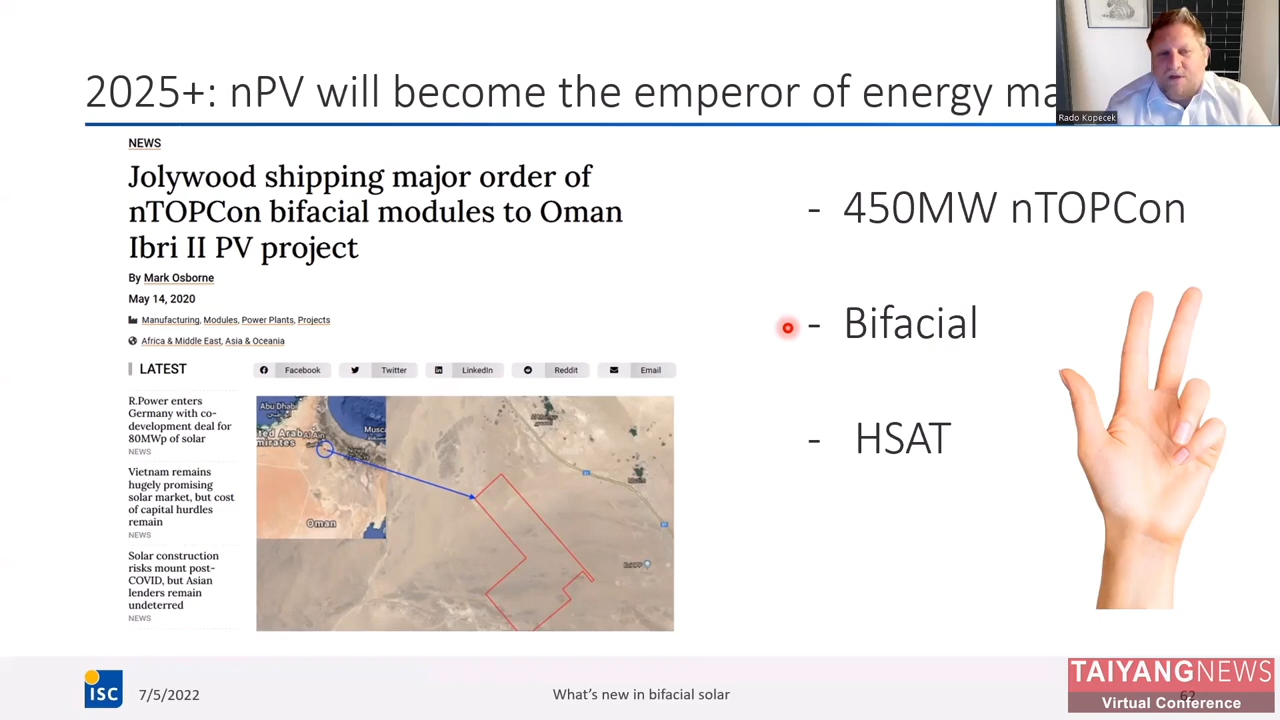 2025+: nPV will become the emperor of energy ma
Rado Kopecek
NEWS
Jolywood shipping major order of
nTOPCon bifacial modules to Oman
Ibri II PV project
By Mark Osborne
May 14, 2020
Manufacturing, Modules, Power Plants, Projects
Africa & Middle East, Asia & Oceania
LATEST
Facebook
Twitter
LinkedIn
Reddit
Email
R.Power enters
Germany with co-
development deal for
80MWp of solar
NEWS
Vietnam remains
hugely promising
solar market, but cost
of capital hurdles
remain
NEWS
Solar construction
risks mount post-
COVID, but Asian
lenders remain
undeterred
NEWS
Abu Dhabi
Oman
- 450MW nTOPCon
- Bifacial
- HSAT
ISC
7/5/2022
What's new in bifacial solar
62
TAIYANGNEWS
Virtual Conference